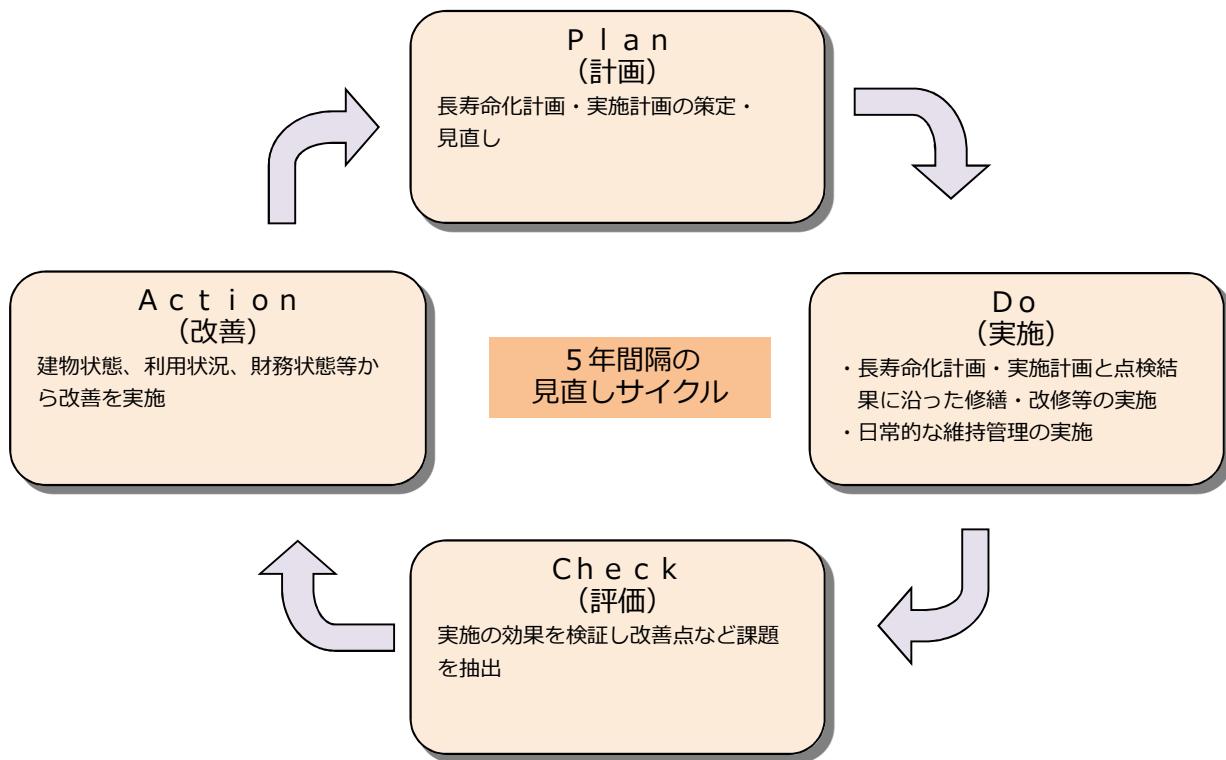 Ｐｌａｎ
（計画）
長寿命化計画・実施計画の策定・
見直し
Ａｃｔｉｏｎ
（改善）
建物状態、利用状況、財務状態等か
ら改善を実施
５年間隔の
見直しサイクル
Ｄｏ
（実施）
・長寿命化計画・実施計画と点検結
果に沿った修繕・改修等の実施
・日常的な維持管理の実施
Ｃｈｅｃｋ
（評価）
実施の効果を検証し改善点など課題
を抽出